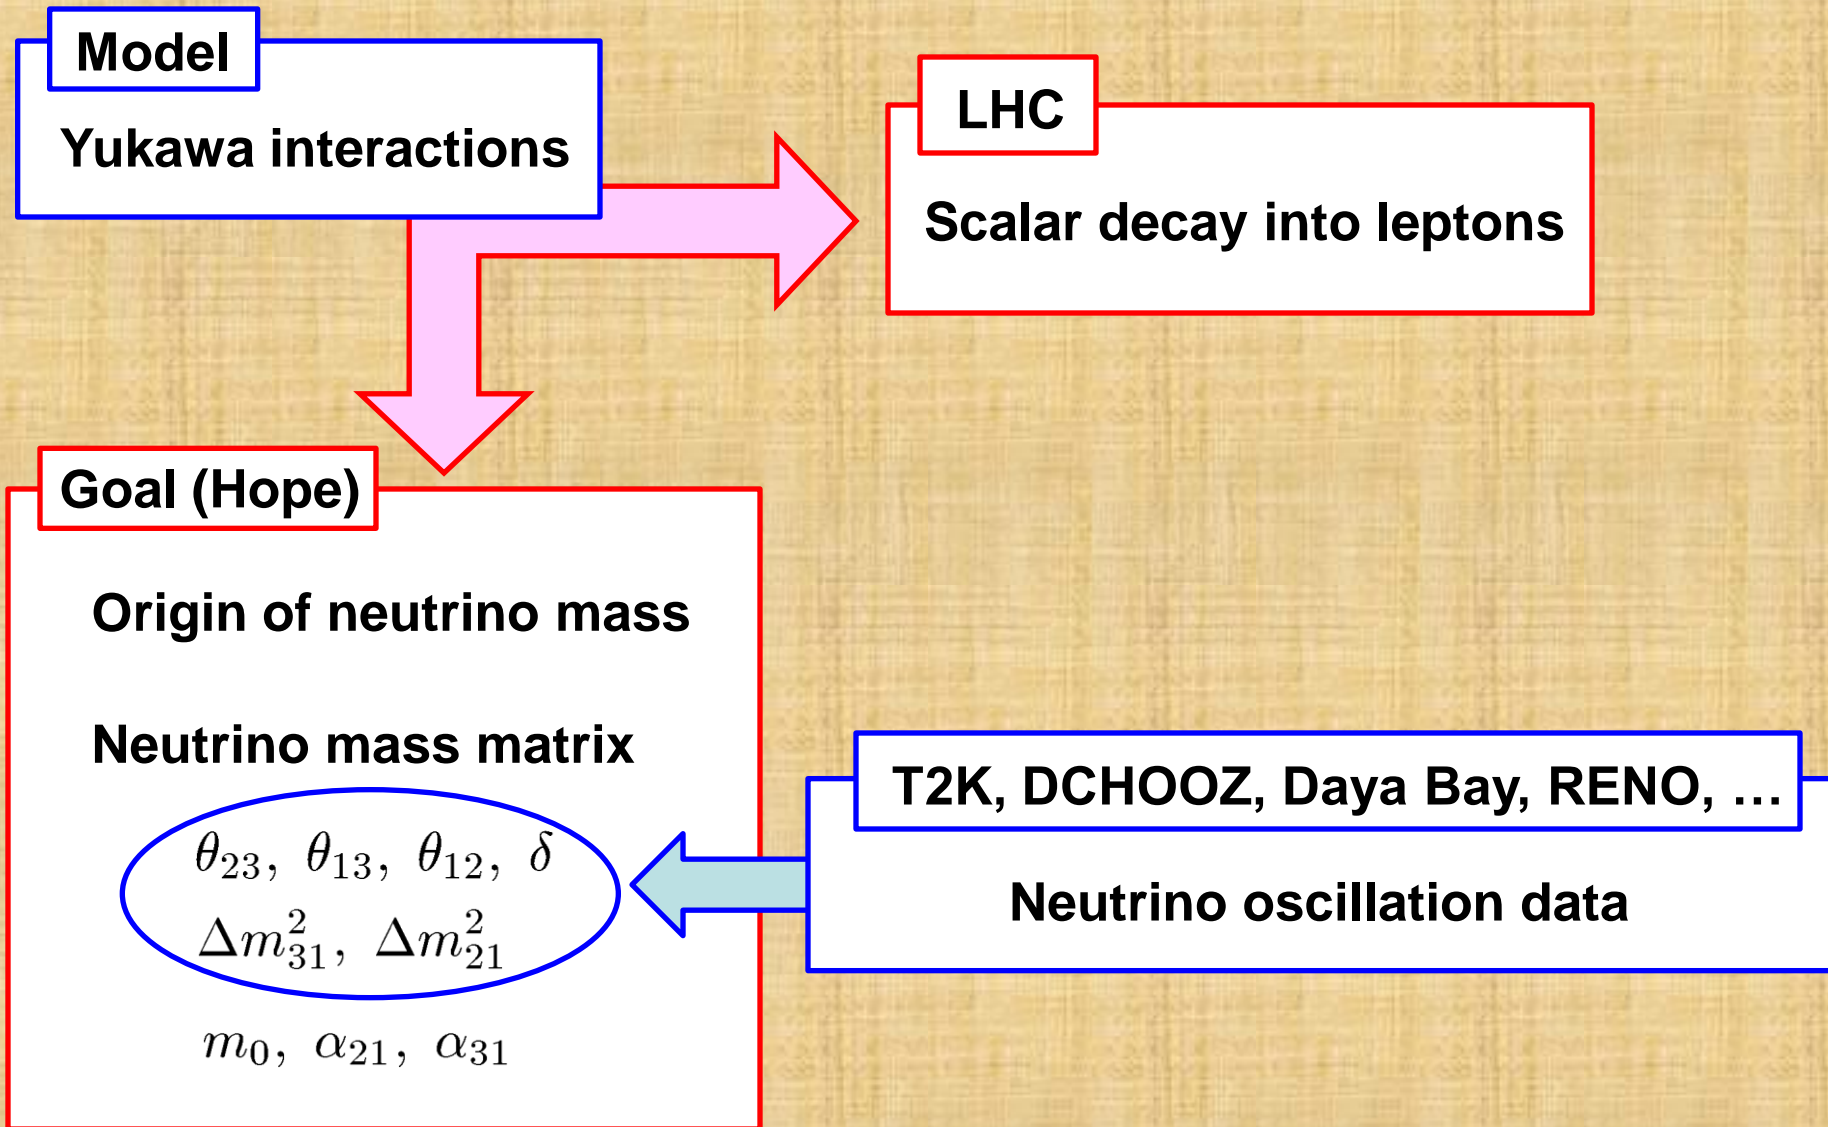 Model
Yukawa interactions
LHC
Scalar decay into leptons
Goal (Hope)
Origin of neutrino mass
Neutrino mass matrix
θ₂₃, θ₁₃, θ₁₂, δ
Δm²₃₁, Δm²₂₁
m₀, α₂₁, α₃₁
T2K, DCHOOZ, Daya Bay, RENO, …
Neutrino oscillation data